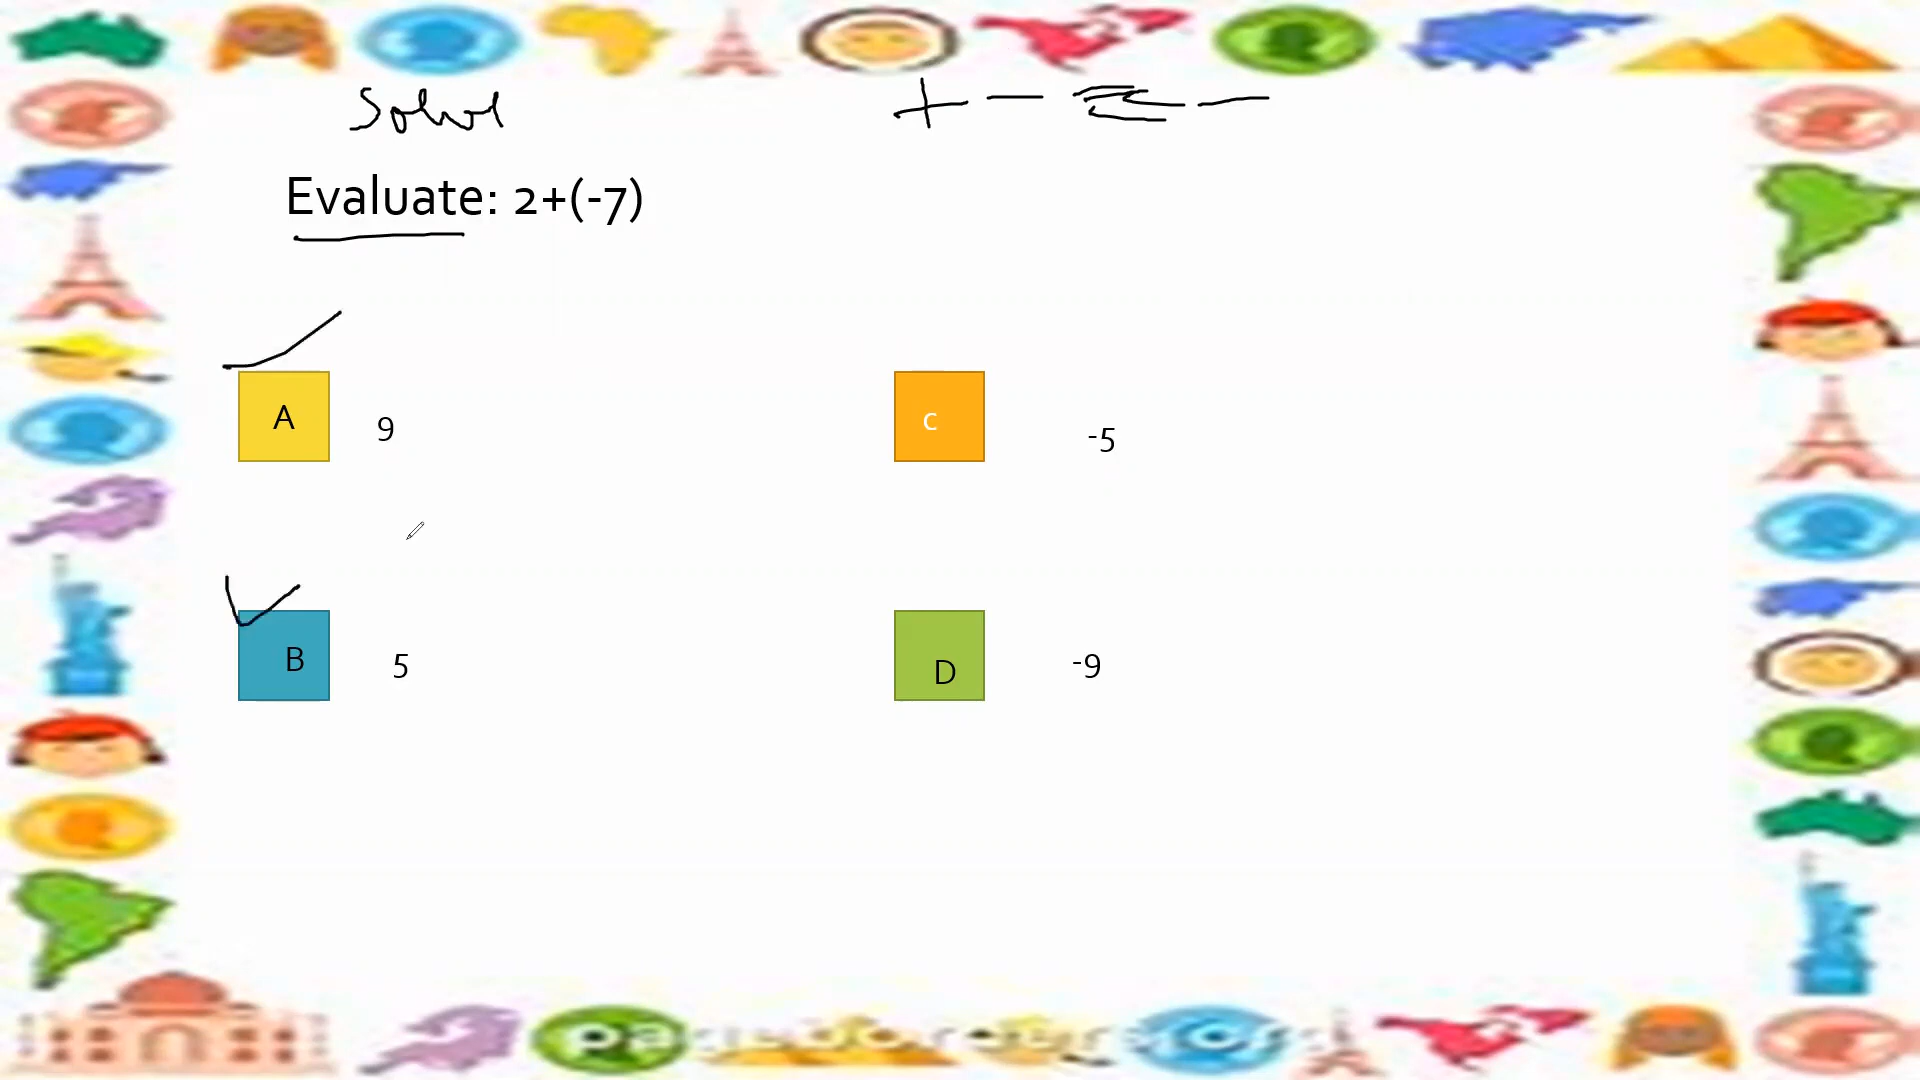 Solve
+ - = -
Evaluate: 2+(-7)
A 9
c -5
B 5
D -9